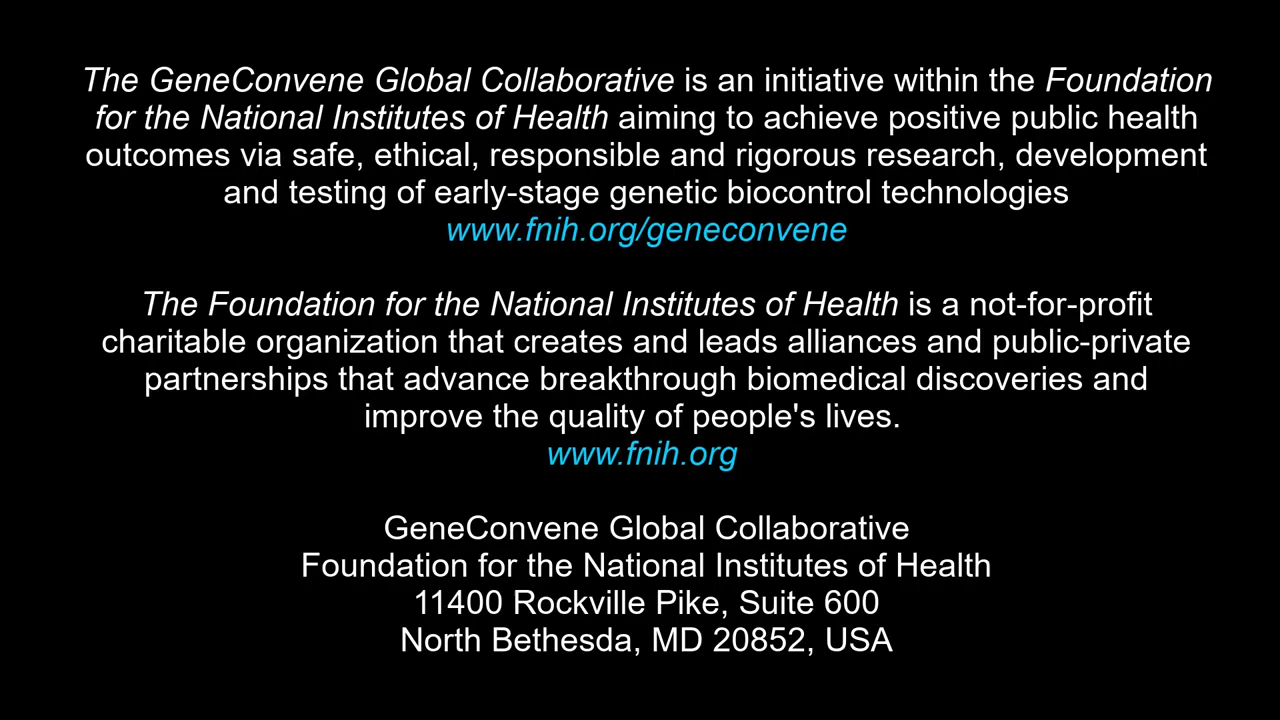 The GeneConvene Global Collaborative is an initiative within the Foundation
for the National Institutes of Health aiming to achieve positive public health
outcomes via safe, ethical, responsible and rigorous research, development
and testing of early-stage genetic biocontrol technologies
www.fnih.org/geneconvene
The Foundation for the National Institutes of Health is a not-for-profit
charitable organization that creates and leads alliances and public-private
partnerships that advance breakthrough biomedical discoveries and
improve the quality of people's lives.
www.fnih.org
GeneConvene Global Collaborative
Foundation for the National Institutes of Health
11400 Rockville Pike, Suite 600
North Bethesda, MD 20852, USA